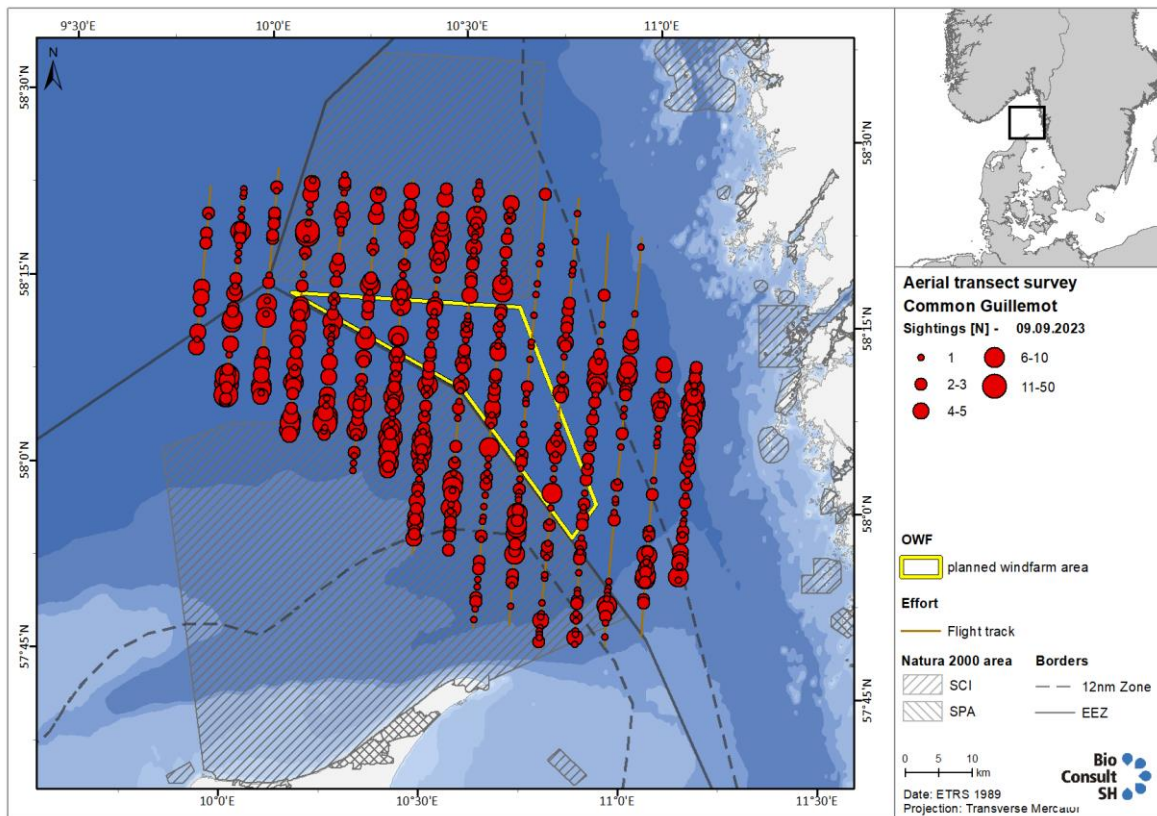 9°30'E 10°0'E 10°30'E 11°0'E
N
58°30'N
58°15'N
58°0'N
57°45'N
58°30'N
58°15'N
58°0'N
57°45'N
10°0'E 10°30'E 11°0'E 11°30'E
Aerial transect survey
Common Guillemot
Sightings [N] - 09.09.2023
1 6-10
2-3 11-50
4-5
OWF
planned windfarm area
Effort
Flight track
Natura 2000 area Borders
SCI 12nm Zone
SPA EEZ
0 5 10
km
Date: ETRS 1989
Projection: Transverse Mercator
Bio
Consult
SH